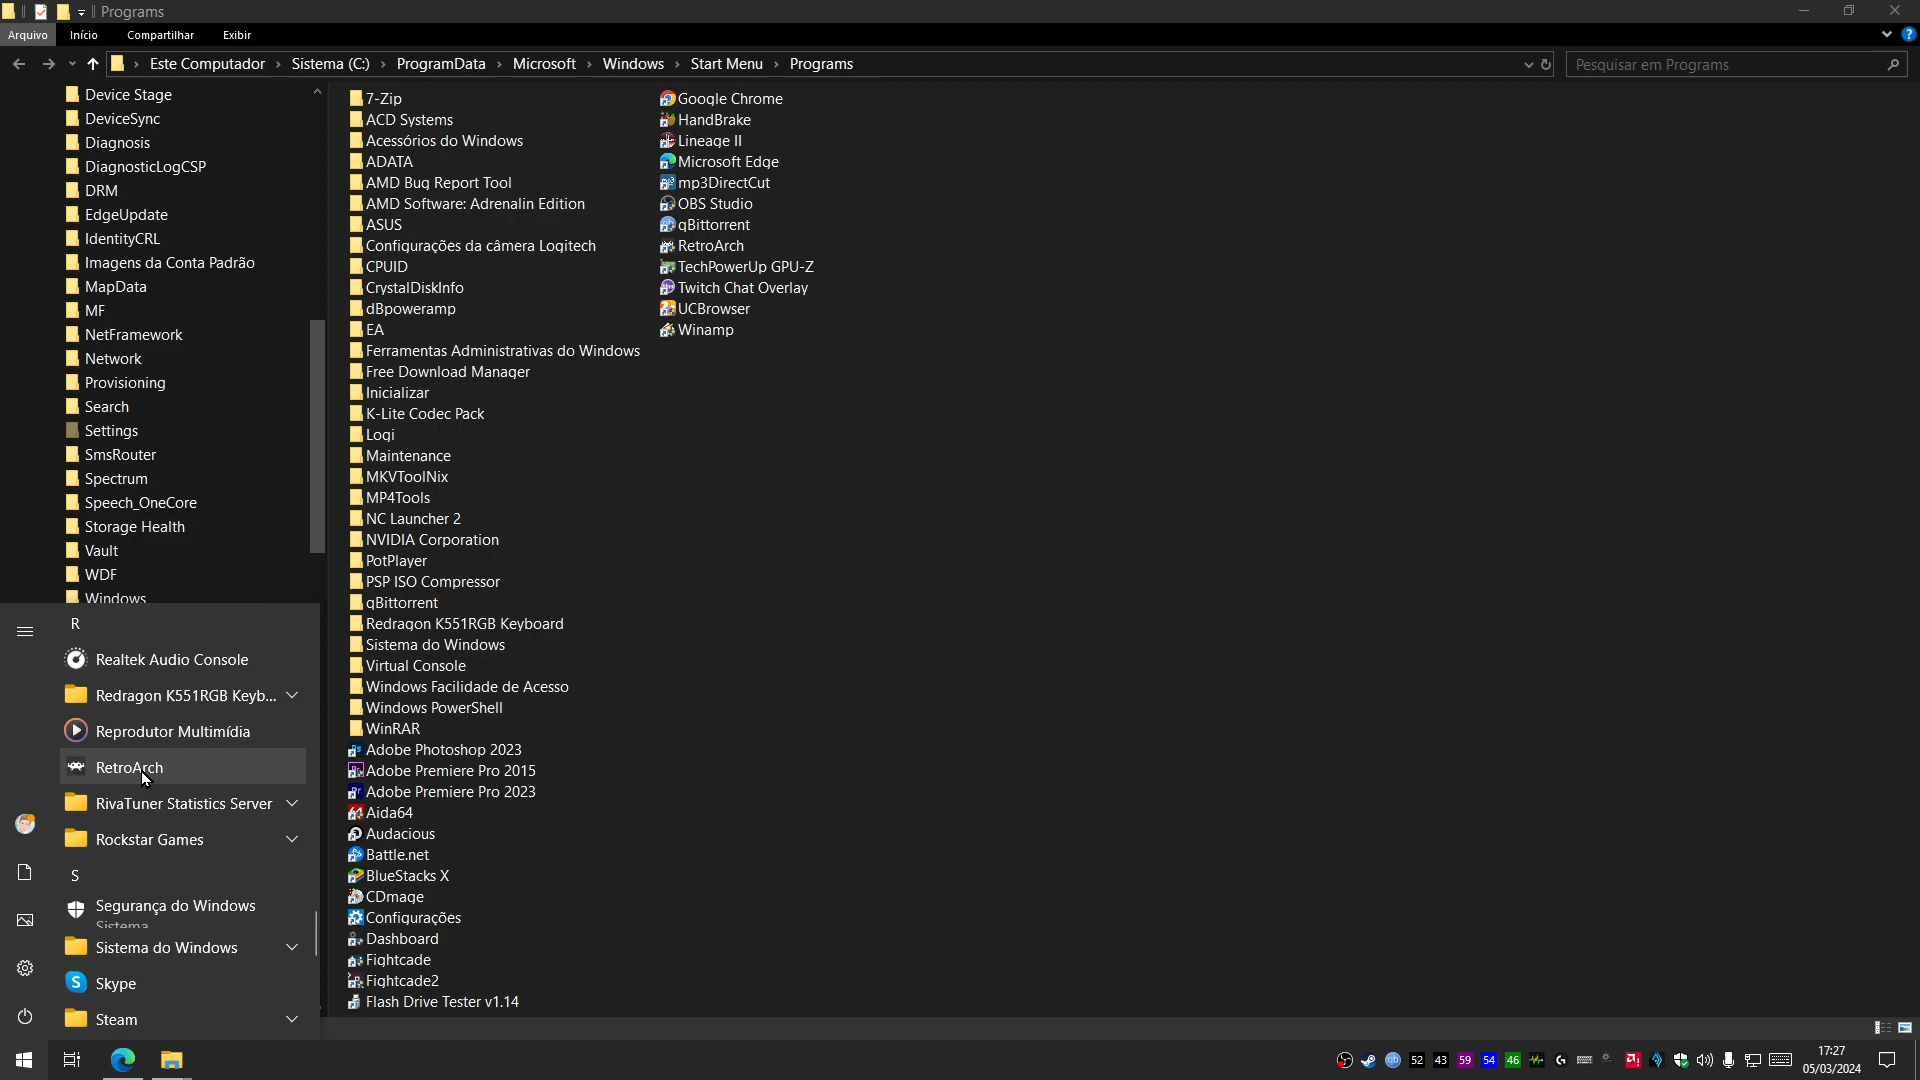 Programs
Arquivo Início Compartilhar Exibir
Este Computador › Sistema (C:) › ProgramData › Microsoft › Windows › Start Menu › Programs
Pesquisar em Programs
Device Stage
DeviceSync
Diagnosis
DiagnosticLogCSP
DRM
EdgeUpdate
IdentityCRL
Imagens da Conta Padrão
MapData
MF
NetFramework
Network
Provisioning
Search
Settings
SmsRouter
Spectrum
Speech_OneCore
Storage Health
Vault
WDF
Windows
7-Zip
ACD Systems
Acessórios do Windows
ADATA
AMD Bug Report Tool
AMD Software: Adrenalin Edition
ASUS
Configurações da câmera Logitech
CPUID
CrystalDiskInfo
dBpoweramp
EA
Ferramentas Administrativas do Windows
Free Download Manager
Inicializar
K-Lite Codec Pack
Logi
Maintenance
MKVToolNix
MP4Tools
NC Launcher 2
NVIDIA Corporation
PotPlayer
PSP ISO Compressor
qBittorrent
Redragon K551RGB Keyboard
Sistema do Windows
Virtual Console
Windows Facilidade de Acesso
Windows PowerShell
WinRAR
Adobe Photoshop 2023
Adobe Premiere Pro 2015
Adobe Premiere Pro 2023
Aida64
Audacious
Battle.net
BlueStacks X
CDmage
Configurações
Dashboard
Fightcade
Fightcade2
Flash Drive Tester v1.14
Google Chrome
HandBrake
Lineage II
Microsoft Edge
mp3DirectCut
OBS Studio
qBittorrent
RetroArch
TechPowerUp GPU-Z
Twitch Chat Overlay
UCBrowser
Winamp
R
Realtek Audio Console
Redragon K551RGB Keyb...
Reprodutor Multimídia
RetroArch
RivaTuner Statistics Server
Rockstar Games
S
Segurança do Windows
Sistema
Sistema do Windows
Skype
Steam
52 43 59 54 46
17:27
05/03/2024